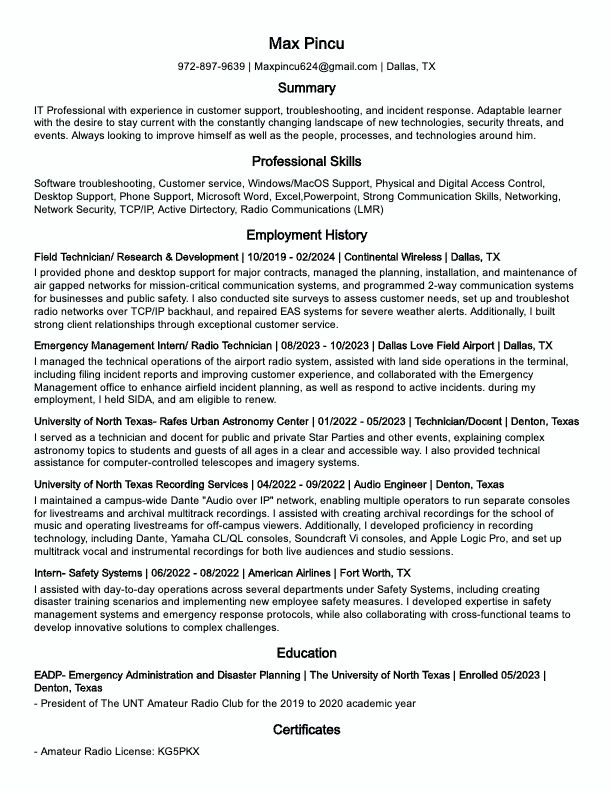 Max Pincu
972-897-9639 | Maxpincu624@gmail.com | Dallas, TX
Summary
IT Professional with experience in customer support, troubleshooting, and incident response. Adaptable learner
with the desire to stay current with the constantly changing landscape of new technologies, security threats, and
events. Always looking to improve himself as well as the people, processes, and technologies around him.
Professional Skills
Software troubleshooting, Customer service, Windows/MacOS Support, Physical and Digital Access Control,
Desktop Support, Phone Support, Microsoft Word, Excel,Powerpoint, Strong Communication Skills, Networking,
Network Security, TCP/IP, Active Dirtectory, Radio Communications (LMR)
Employment History
Field Technician/ Research & Development | 10/2019 - 02/2024 | Continental Wireless | Dallas, TX
I provided phone and desktop support for major contracts, managed the planning, installation, and maintenance of
air gapped networks for mission-critical communication systems, and programmed 2-way communication systems
for businesses and public safety. I also conducted site surveys to assess customer needs, set up and troubleshot
radio networks over TCP/IP backhaul, and repaired EAS systems for severe weather alerts. Additionally, I built
strong client relationships through exceptional customer service.
Emergency Management Intern/ Radio Technician | 08/2023 - 10/2023 | Dallas Love Field Airport | Dallas, TX
I managed the technical operations of the airport radio system, assisted with land side operations in the terminal,
including filing incident reports and improving customer experience, and collaborated with the Emergency
Management office to enhance airfield incident planning, as well as respond to active incidents. during my
employment, I held SIDA, and am eligible to renew.
University of North Texas- Rafes Urban Astronomy Center | 01/2022 - 05/2023 | Technician/Docent | Denton, Texas
I served as a technician and docent for public and private Star Parties and other events, explaining complex
astronomy topics to students and guests of all ages in a clear and accessible way. I also provided technical
assistance for computer-controlled telescopes and imagery systems.
University of North Texas Recording Services | 04/2022 - 09/2022 | Audio Engineer | Denton, Texas
I maintained a campus-wide Dante "Audio over IP" network, enabling multiple operators to run separate consoles
for livestreams and archival multitrack recordings. I assisted with creating archival recordings for the school of
music and operating livestreams for off-campus viewers. Additionally, I developed proficiency in recording
technology, including Dante, Yamaha CL/QL consoles, Soundcraft Vi consoles, and Apple Logic Pro, and set up
multitrack vocal and instrumental recordings for both live audiences and studio sessions.
Intern- Safety Systems | 06/2022 - 08/2022 | American Airlines | Fort Worth, TX
I assisted with day-to-day operations across several departments under Safety Systems, including creating
disaster training scenarios and implementing new employee safety measures. I developed expertise in safety
management systems and emergency response protocols, while also collaborating with cross-functional teams to
develop innovative solutions to complex challenges.
Education
EADP- Emergency Administration and Disaster Planning | The University of North Texas | Enrolled 05/2023 |
Denton, Texas
- President of The UNT Amateur Radio Club for the 2019 to 2020 academic year
Certificates
- Amateur Radio License: KG5PKX